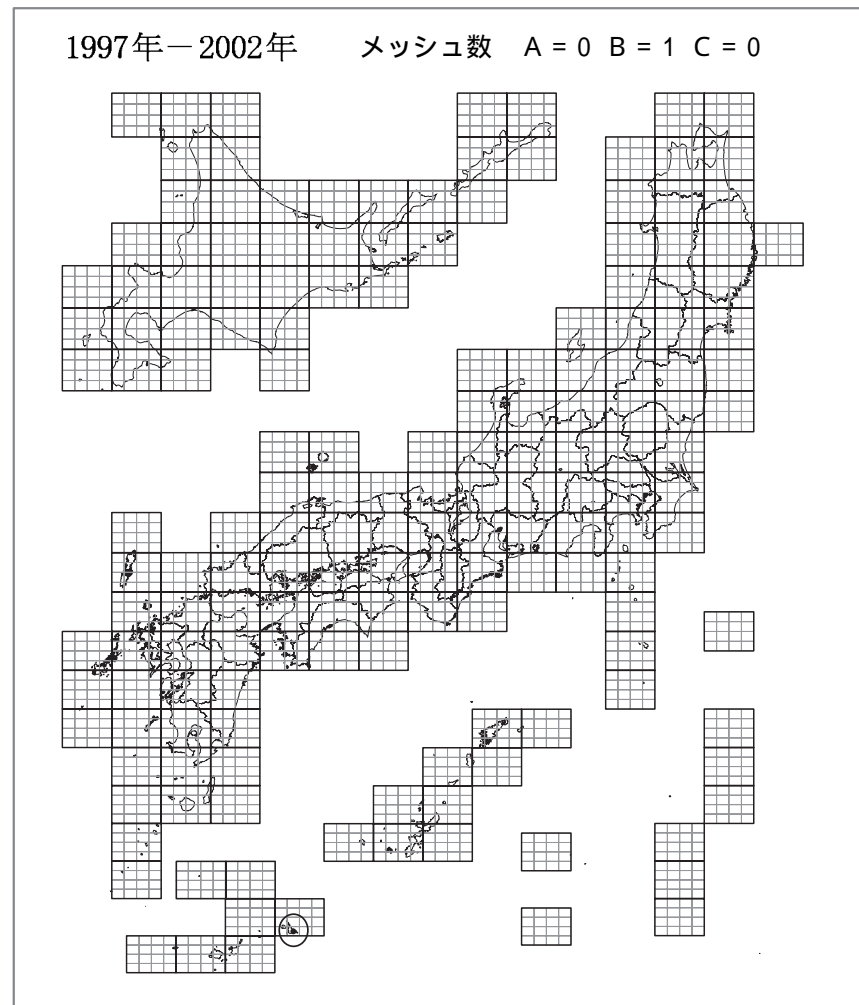 1997年－2002年　メッシュ数　A = 0 B = 1 C = 0